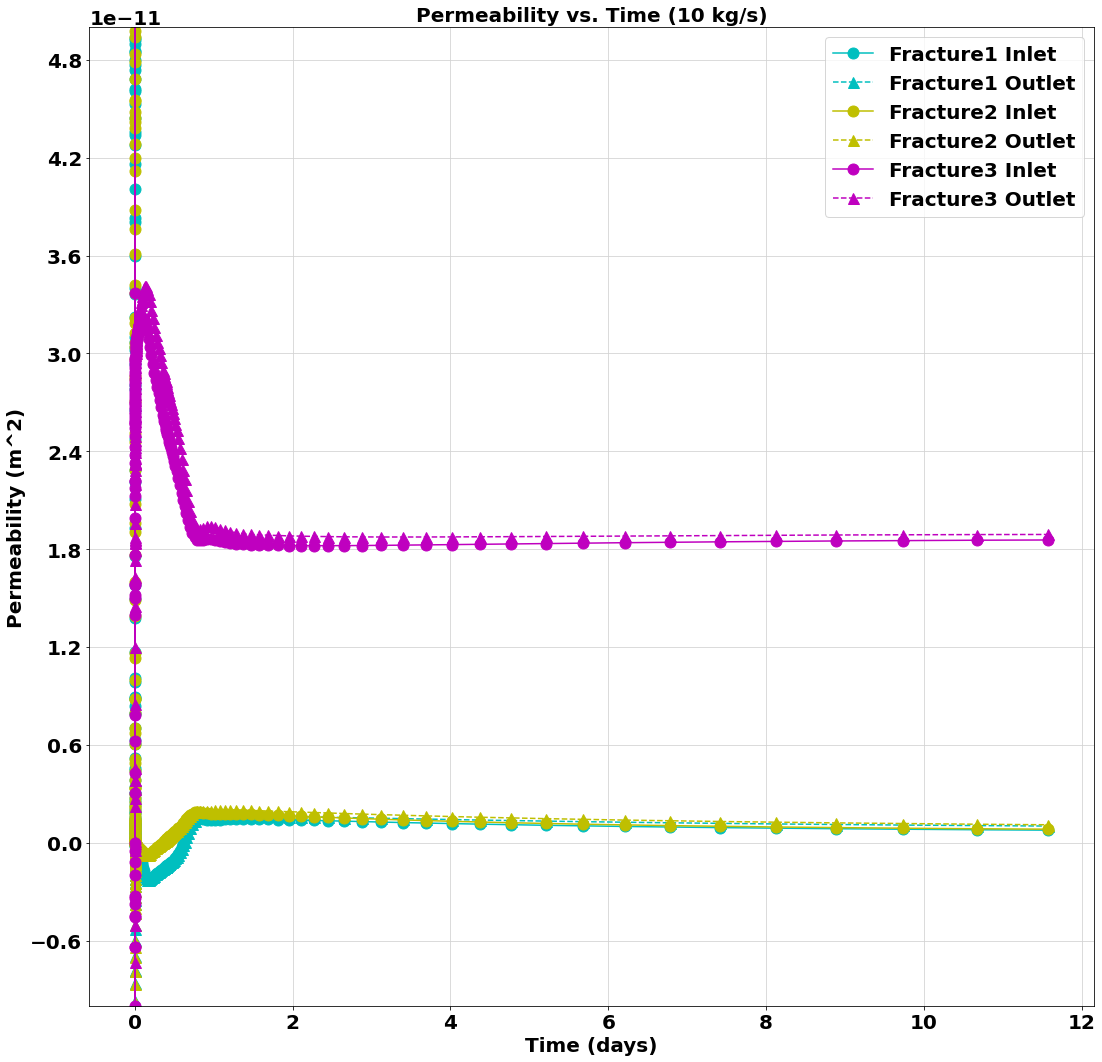 Permeability vs. Time (10 kg/s)
1e−11
4.8
4.2
3.6
3.0
2.4
1.8
1.2
0.6
0.0
−0.6
Permeability (m^2)
Fracture1 Inlet
Fracture1 Outlet
Fracture2 Inlet
Fracture2 Outlet
Fracture3 Inlet
Fracture3 Outlet
0 2 4 6 8 10 12
Time (days)